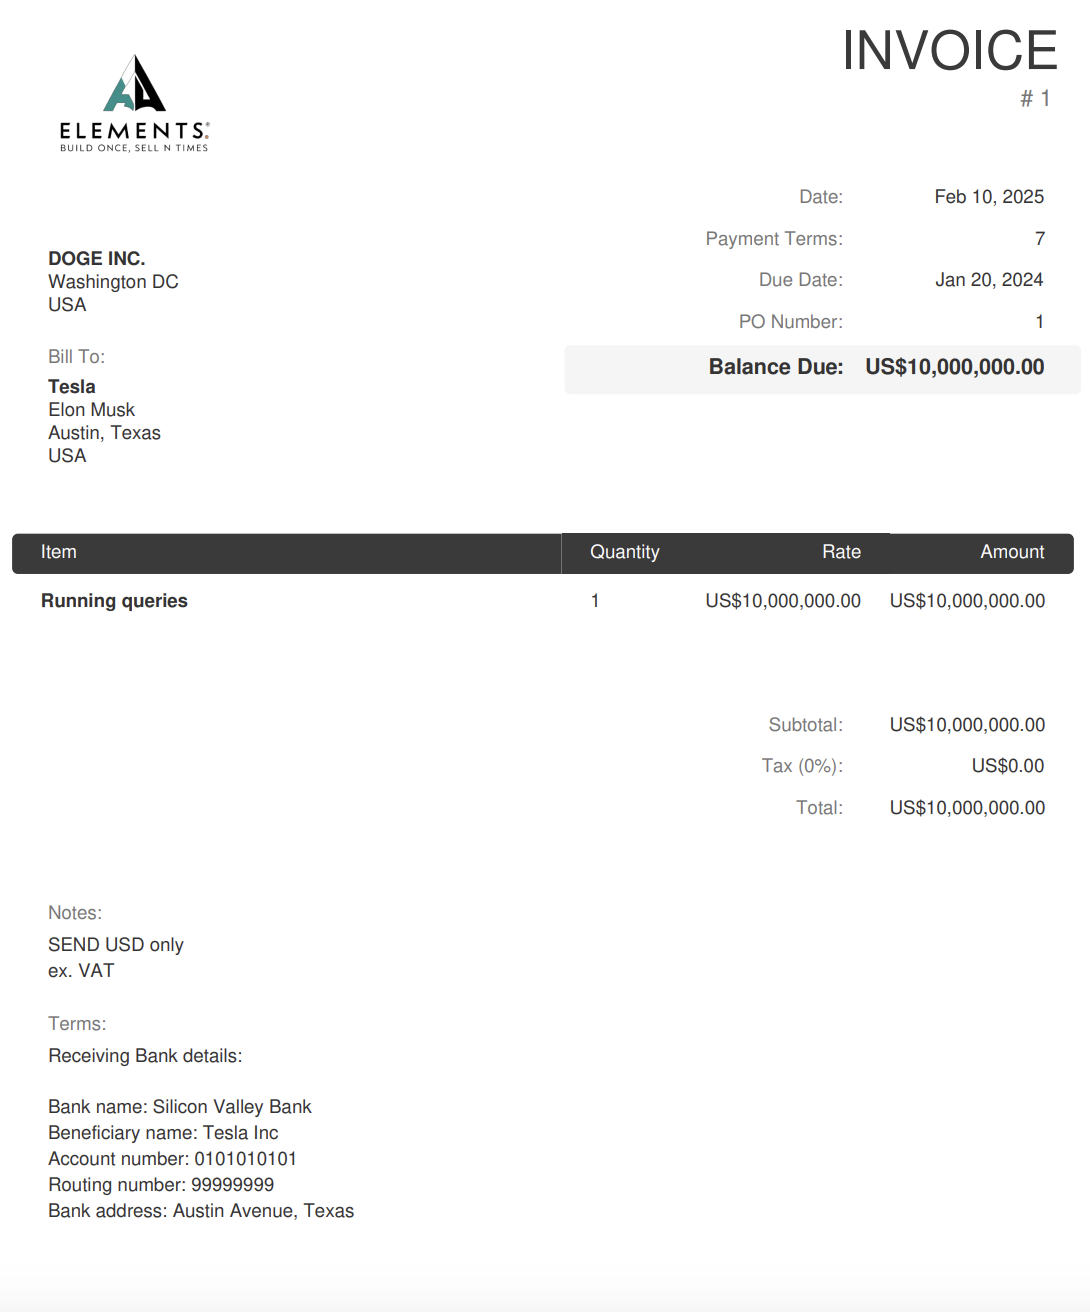 ELEMENTS.
BUILD ONCE, SELL N TIMES
INVOICE
# 1
Date: Feb 10, 2025
Payment Terms: 7
Due Date: Jan 20, 2024
PO Number: 1
Balance Due: US$10,000,000.00
DOGE INC.
Washington DC
USA
Bill To:
Tesla
Elon Musk
Austin, Texas
USA
Item Quantity Rate Amount
Running queries 1 US$10,000,000.00 US$10,000,000.00
Subtotal: US$10,000,000.00
Tax (0%): US$0.00
Total: US$10,000,000.00
Notes:
SEND USD only
ex. VAT
Terms:
Receiving Bank details:
Bank name: Silicon Valley Bank
Beneficiary name: Tesla Inc
Account number: 0101010101
Routing number: 99999999
Bank address: Austin Avenue, Texas